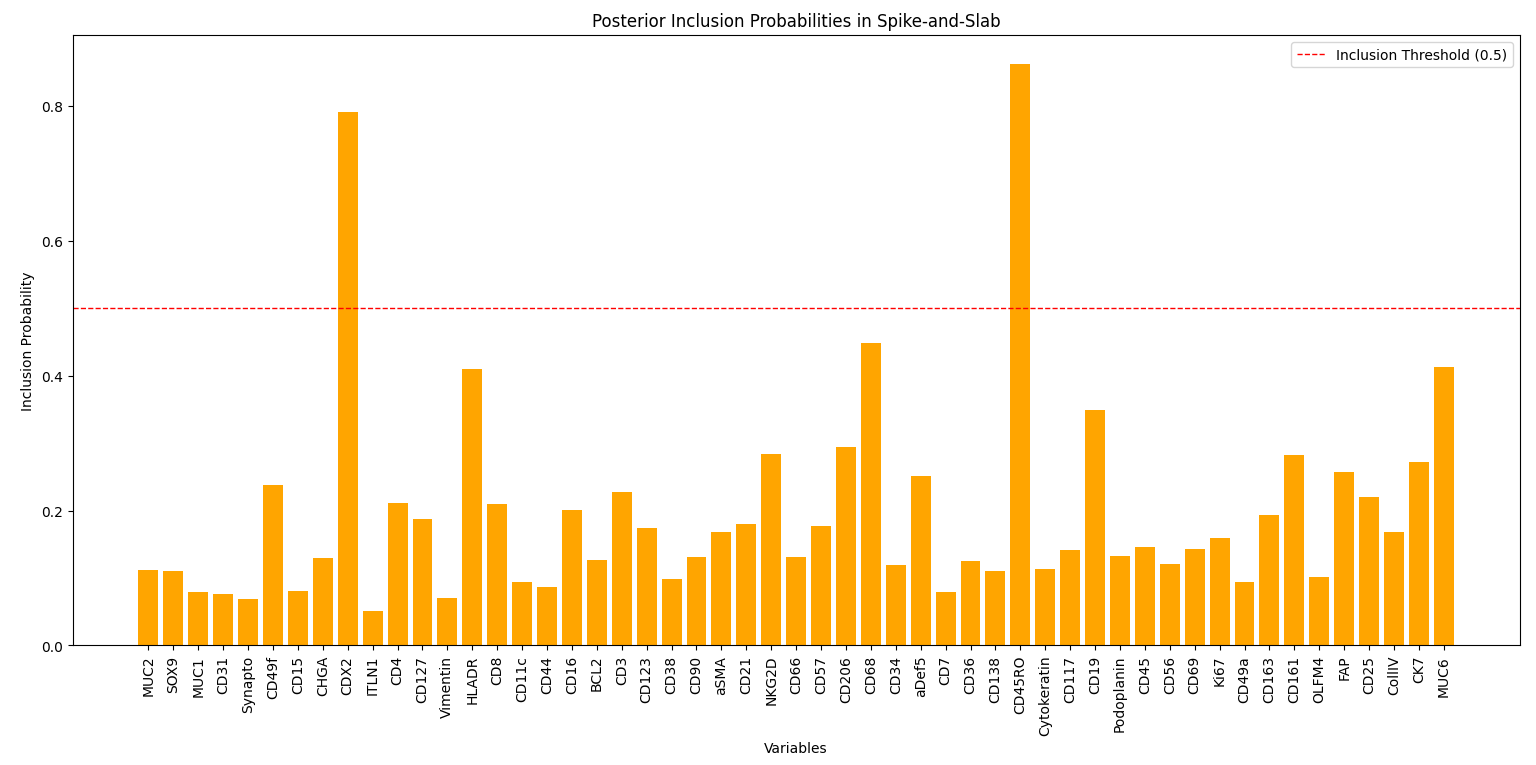 Posterior Inclusion Probabilities in Spike-and-Slab
Inclusion Threshold (0.5)
Inclusion Probability
0.8
0.6
0.4
0.2
0.0
MUC2
SOX9
MUC1
CD31
Synapto
CD49f
CD15
CHGA
CDX2
ITLN1
CD4
CD127
Vimentin
HLADR
CD8
CD11c
CD44
CD16
BCL2
CD3
CD123
CD38
CD90
aSMA
CD21
NKG2D
CD66
CD57
CD206
CD68
CD34
aDef5
CD7
CD36
CD138
CD45RO
Cytokeratin
CD117
CD19
Podoplanin
CD45
CD56
CD69
Ki67
CD49a
CD163
CD161
OLFM4
FAP
CD25
CollIV
CK7
MUC6
Variables